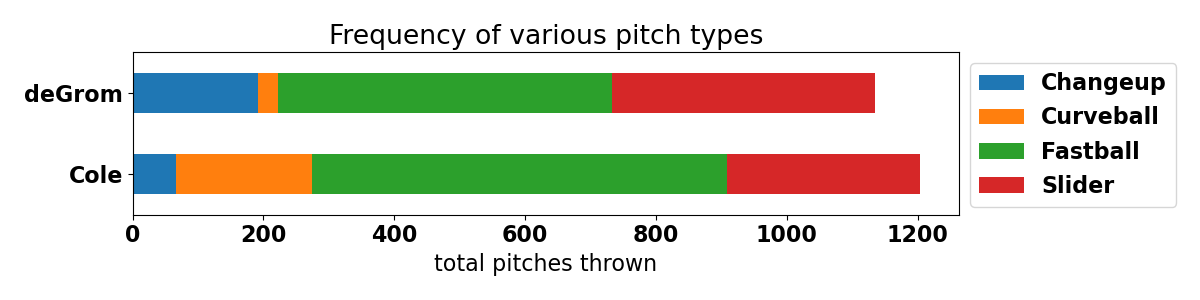 Frequency of various pitch types
deGrom
Cole
0 200 400 600 800 1000 1200
total pitches thrown
Changeup
Curveball
Fastball
Slider